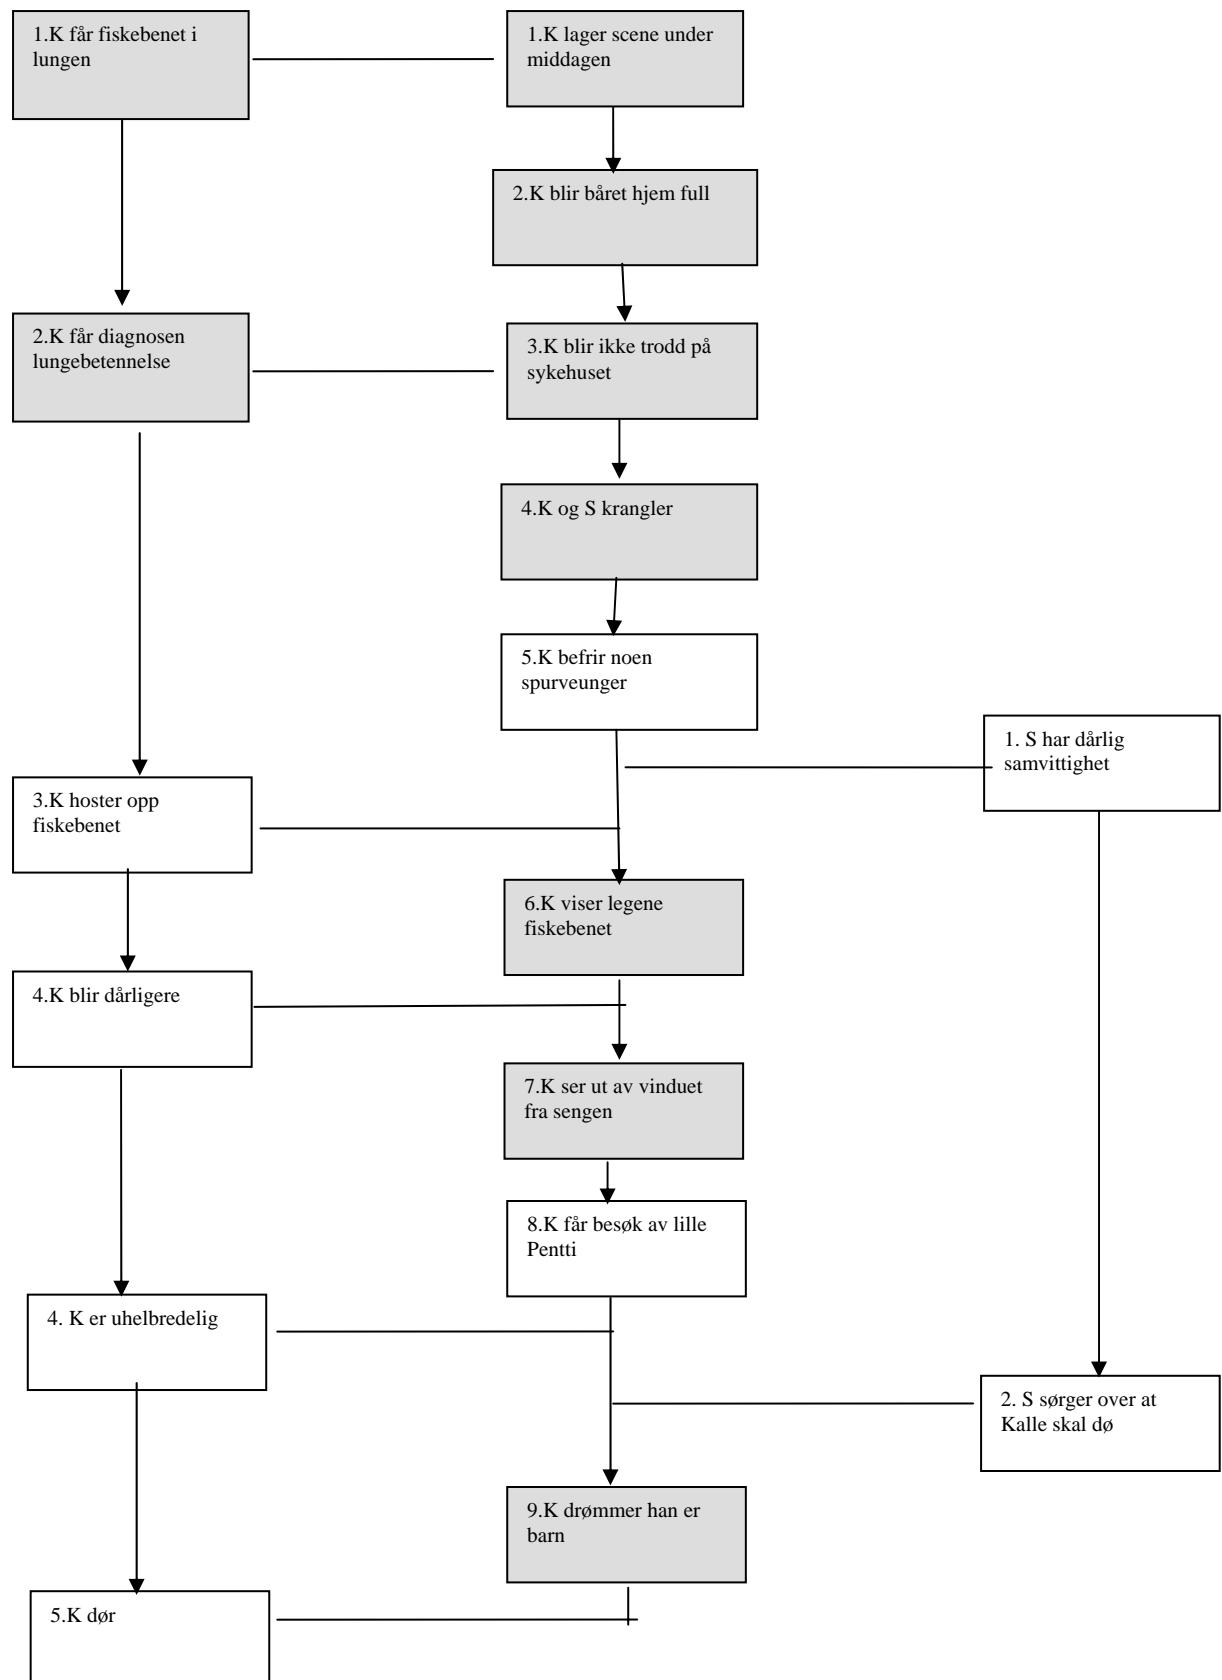 1.K får fiskebenet i
lungen
1.K lager scene under
middagen
2.K blir båret hjem full
2.K får diagnosen
lungebetennelse
3.K blir ikke trodd på
sykehuset
4.K og S krangler
5.K befrir noen
spurveunger
1. S har dårlig
samvittighet
3.K hoster opp
fiskebenet
6.K viser legene
fiskebenet
4.K blir dårligere
7.K ser ut av vinduet
fra sengen
8.K får besøk av lille
Pentti
4. K er uhelbredelig
2. S sørger over at
Kalle skal dø
9.K drømmer han er
barn
5.K dør